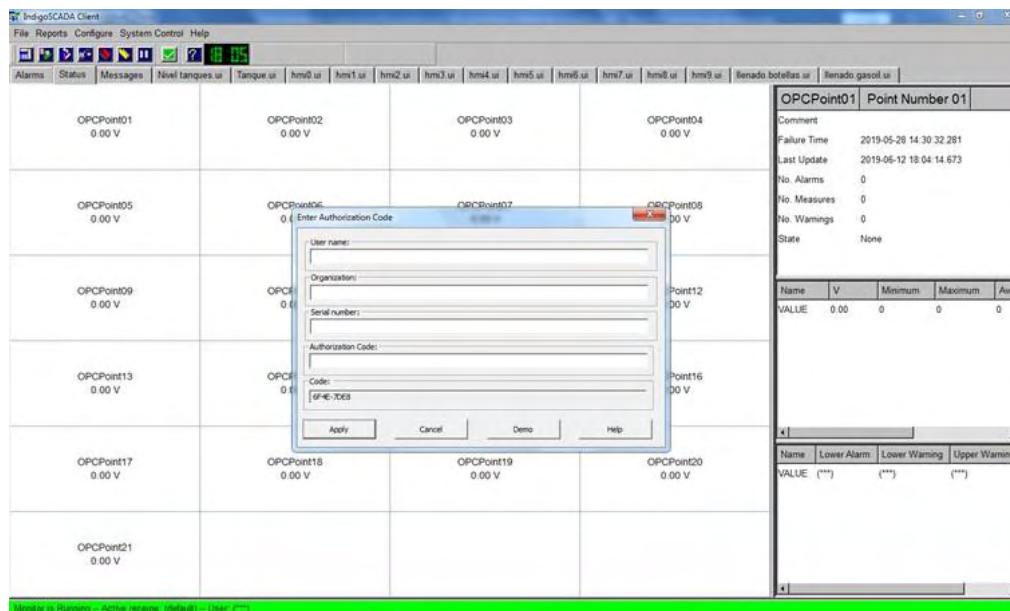 IndigoSCADA Client
File Reports Configure System Control Help
Alarms Status Messages Nivel tanques.ui Tanque.ui hmi0.ui hmi1.ui hmi2.ui hmi3.ui hmi4.ui hmi5.ui hmi6.ui hmi7.ui hmi8.ui hmi9.ui llenado botellas.ui llenado gasoil.ui
OPCPoint01 OPCPoint02 OPCPoint03 OPCPoint04
0.00 V 0.00 V 0.00 V 0.00 V
OPCPoint05 OPCPoint06 OPCPoint07 OPCPoint08
0.00 V
OPCPoint09
0.00 V
OPCPoint13
0.00 V
OPCPoint17 OPCPoint18 OPCPoint19 OPCPoint20
0.00 V 0.00 V 0.00 V 0.00 V
OPCPoint21
0.00 V
Enter Authorization Code
User name:
Organization:
Serial number:
Authorization Code:
Code:
Apply Cancel Demo Help
OPCPoint01 Point Number 01
Comment
Failure Time 2019-05-28 14:30:32.281
Last Update 2019-06-12 18:04:14.673
No. Alarms 0
No. Measures 0
No. Warnings 0
State None
Name V Minimum Maximum
VALUE 0.00 0 0 0
Name Lower Alarm Lower Warning Upper Warnin
VALUE (***) (***) (***)
Monitor is Running -- Active receipe: (default) -- User: (***)